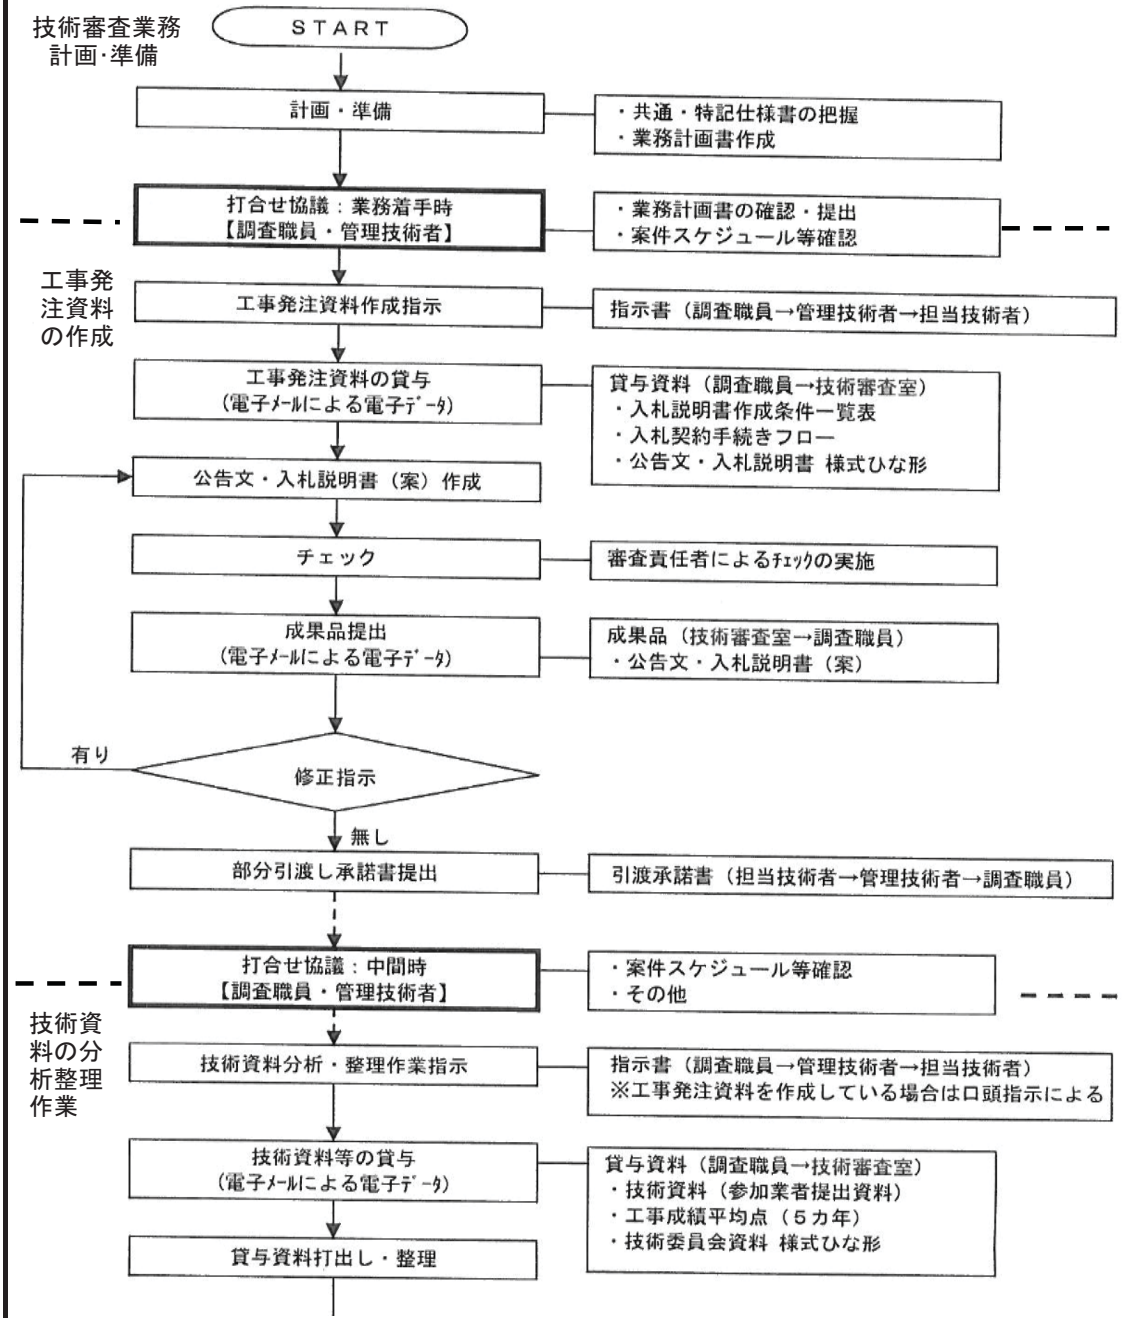 技術審査業務
計画･準備
ＳＴＡＲＴ
計画・準備
・共通・特記仕様書の把握
・業務計画書作成
打合せ協議：業務着手時
【調査職員・管理技術者】
・業務計画書の確認・提出
・案件スケジュール等確認
工事発
注資料
の作成
工事発注資料作成指示
指示書（調査職員→管理技術者→担当技術者）
工事発注資料の貸与
(電子ﾒｰﾙによる電子ﾃﾞｰﾀ)
貸与資料（調査職員→技術審査室）
・入札説明書作成条件一覧表
・入札契約手続きフロー
・公告文・入札説明書 様式ひな形
公告文・入札説明書（案）作成
チェック
審査責任者によるﾁｪｯｸの実施
成果品提出
(電子ﾒｰﾙによる電子ﾃﾞｰﾀ)
成果品（技術審査室→調査職員）
・公告文・入札説明書（案）
有り
修正指示
無し
部分引渡し承諾書提出
引渡承諾書（担当技術者→管理技術者→調査職員）
打合せ協議：中間時
【調査職員・管理技術者】
・案件スケジュール等確認
・その他
技術資
料の分
析整理
作業
技術資料分析・整理作業指示
指示書（調査職員→管理技術者→担当技術者）
※工事発注資料を作成している場合は口頭指示による
技術資料等の貸与
(電子ﾒｰﾙによる電子ﾃﾞｰﾀ)
貸与資料（調査職員→技術審査室）
・技術資料（参加業者提出資料）
・工事成績平均点（５カ年）
・技術委員会資料 様式ひな形
貸与資料打出し・整理